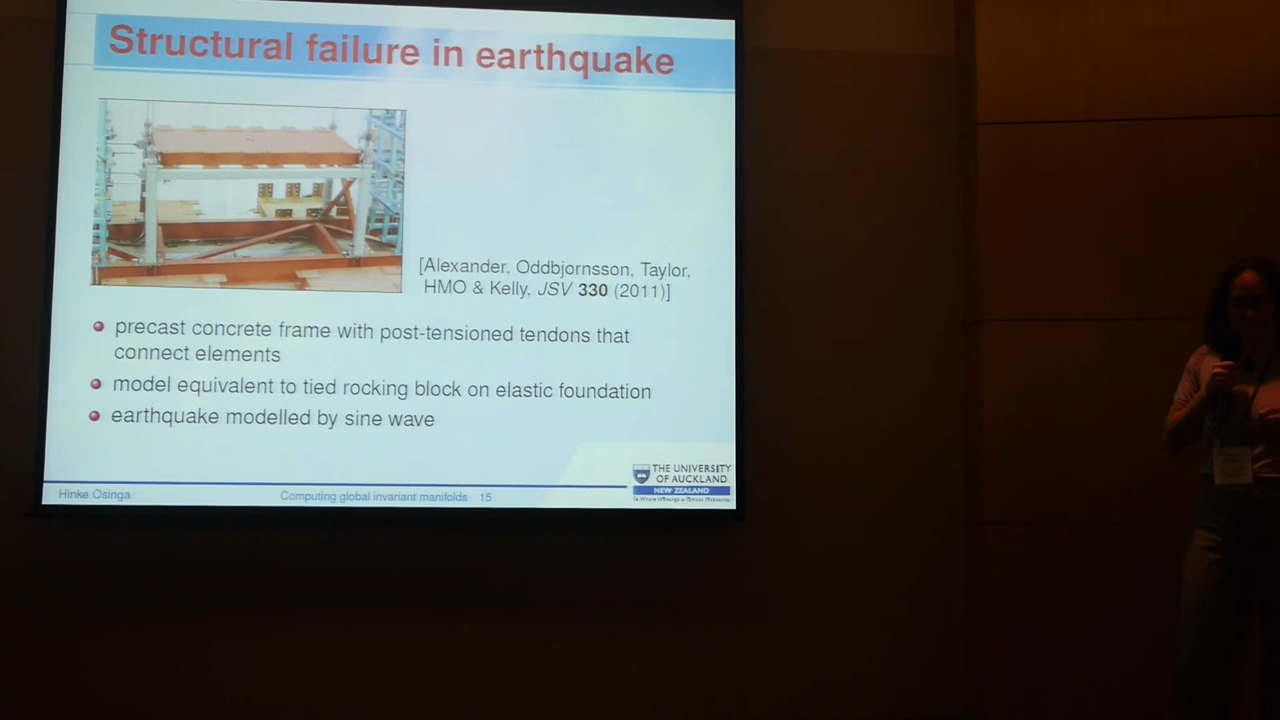 Structural failure in earthquake
[Alexander, Oddbjornsson, Taylor,
HMO & Kelly, JSV 330 (2011)]
precast concrete frame with post-tensioned tendons that
connect elements
model equivalent to tied rocking block on elastic foundation
earthquake modelled by sine wave
THE UNIVERSITY
OF AUCKLAND
NEW ZEALAND
Hinke Osinga
Computing global invariant manifolds 15